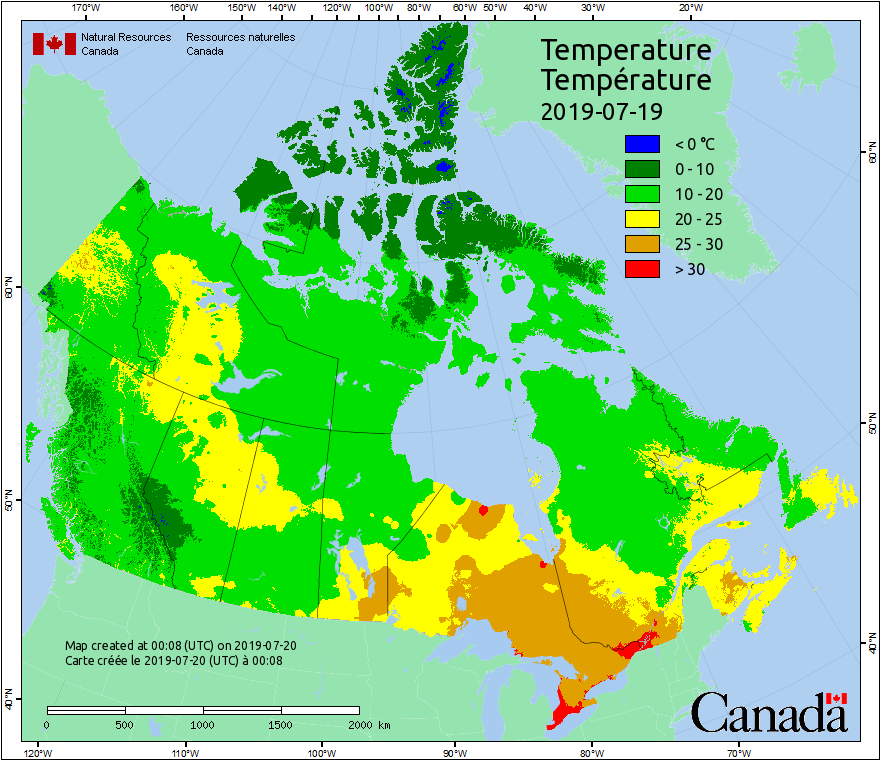 170°W 160°W 150°W 140°W 120°W 110°W 100°W 90°W 80°W 60°W 50°W 40°W 30°W 20°W
Natural Resources Canada
Ressources naturelles Canada
Temperature
Température
2019-07-19
< 0 °C
0 - 10
10 - 20
20 - 25
25 - 30
> 30
60°N
50°N
40°N
60°N
50°N
40°N
Map created at 00:08 (UTC) on 2019-07-20
Carte créée le 2019-07-20 (UTC) à 00:08
0 500 1000 1500 2000 km
Canada
120°W 110°W 100°W 90°W 80°W 70°W